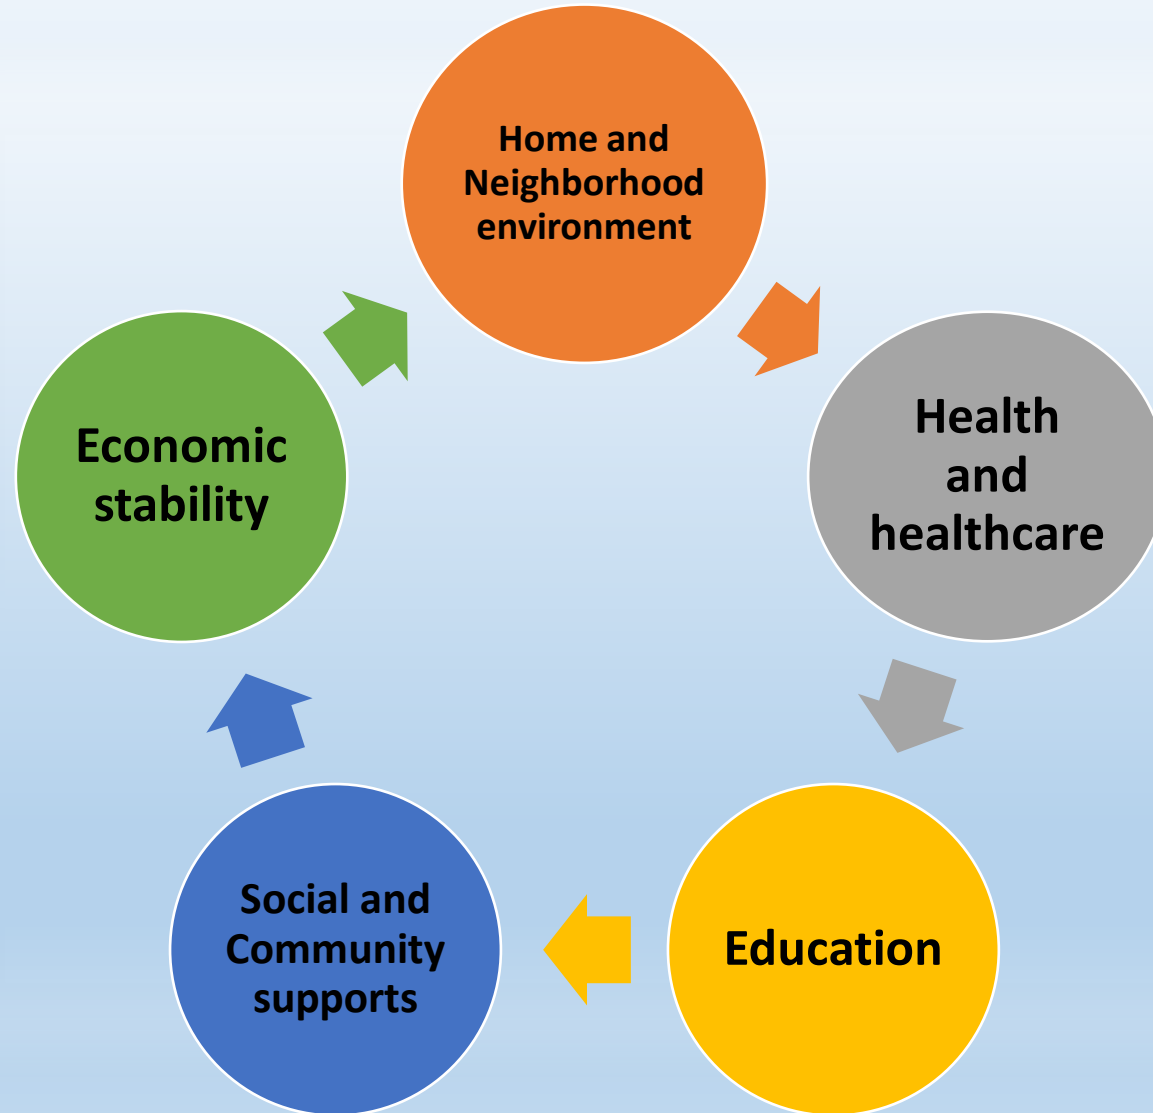 Home and
Neighborhood
environment
Health
and
healthcare
Education
Social and
Community
supports
Economic
stability